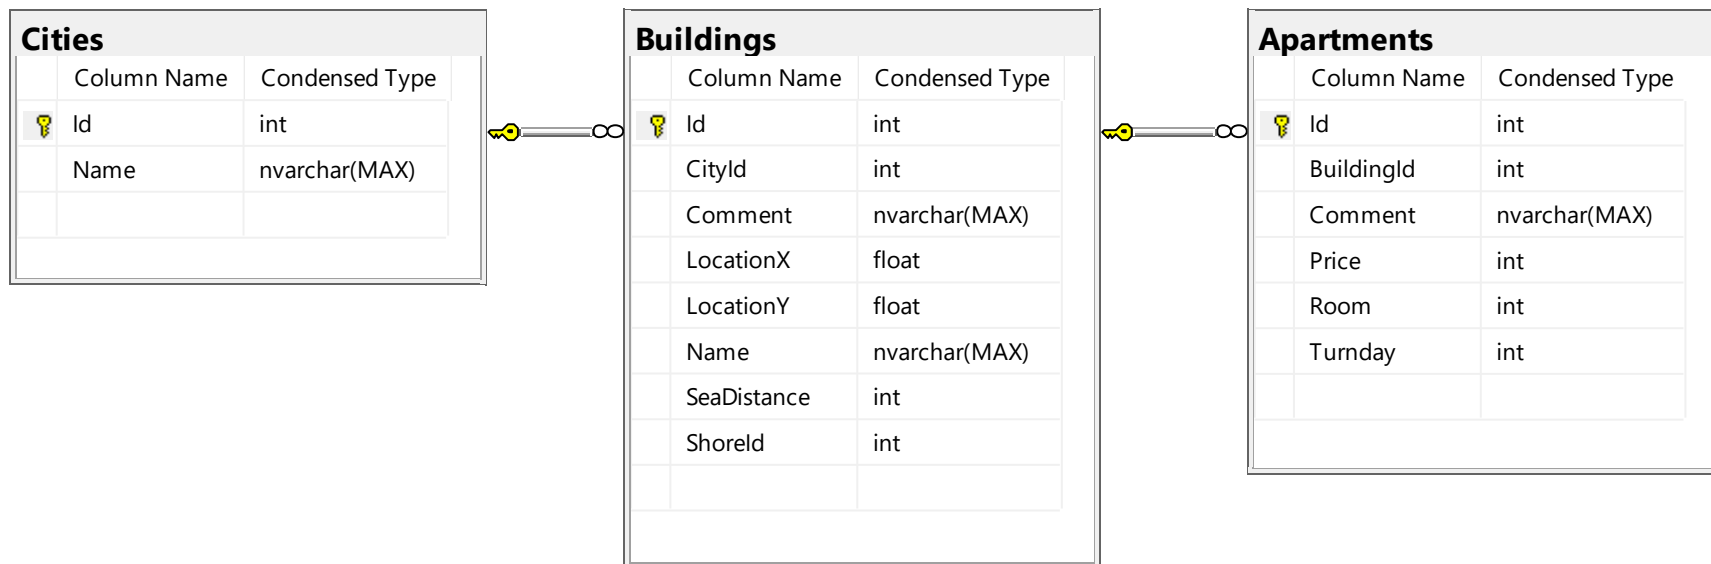 Cities
Column Name Condensed Type
Id int
Name nvarchar(MAX)
Buildings
Column Name Condensed Type
Id int
CityId int
Comment nvarchar(MAX)
LocationX float
LocationY float
Name nvarchar(MAX)
SeaDistance int
ShoreId int
Apartments
Column Name Condensed Type
Id int
BuildingId int
Comment nvarchar(MAX)
Price int
Room int
Turnday int